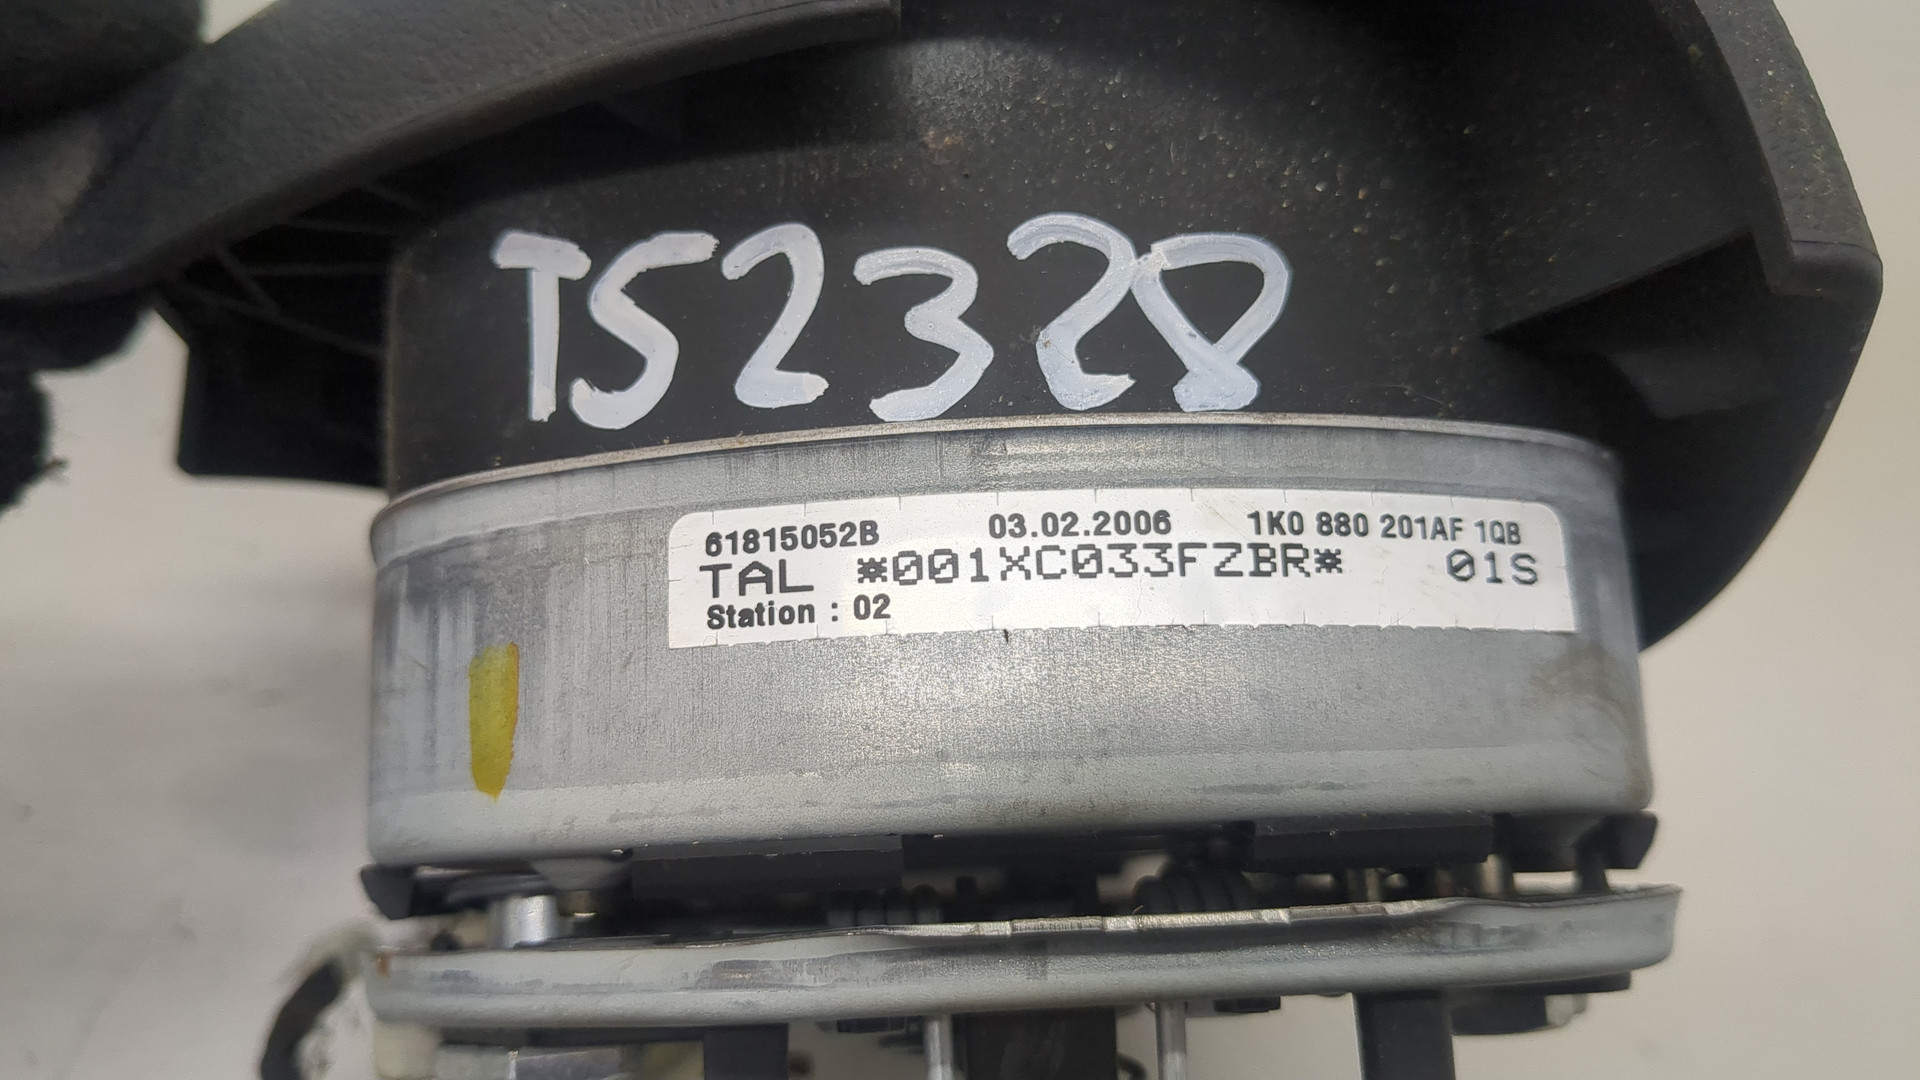 TS2328
61815052B 03.02.2006 1K0 880 201AF 1QB
TAL *001XC033FZBR* 01S
Station : 02